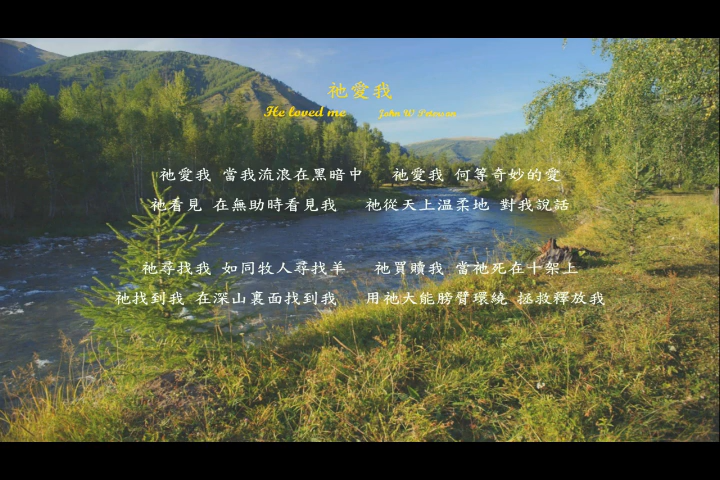 祂愛我
He loved me John W Peterson
祂愛我 當我流浪在黑暗中 祂愛我 何等奇妙的愛
祂看見 在無助時看見我 祂從天上温柔地 對我說話
祂尋找我 如同牧人尋找羊 祂買贖我 當祂死在十架上
祂找到我 在深山裏面找到我 用祂大能膀臂環繞 拯救釋放我